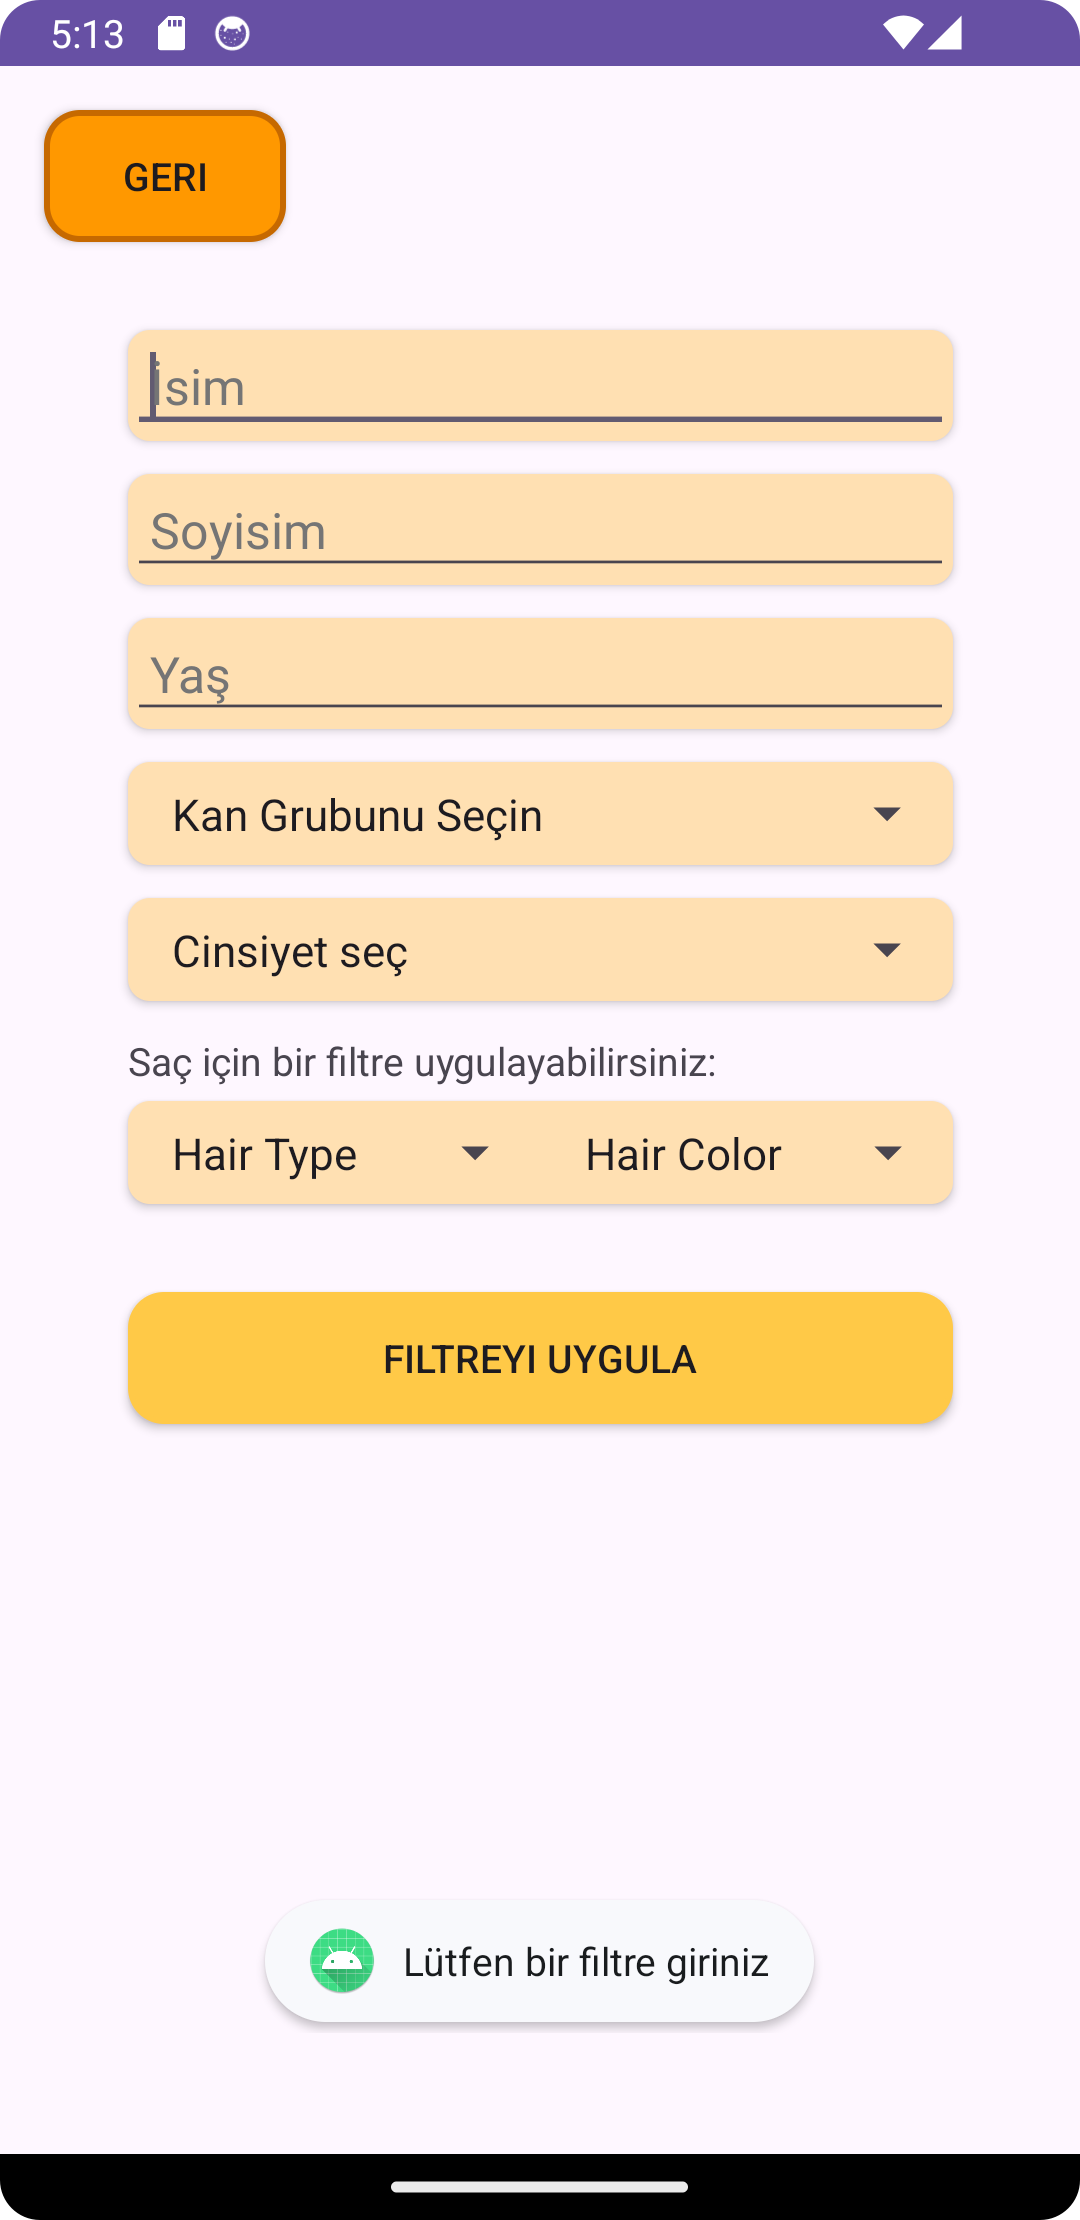 5:13
GERI
İsim
Soyisim
Yaş
Kan Grubunu Seçin
Cinsiyet seç
Saç için bir filtre uygulayabilirsiniz:
Hair Type Hair Color
FILTREYI UYGULA
Lütfen bir filtre giriniz